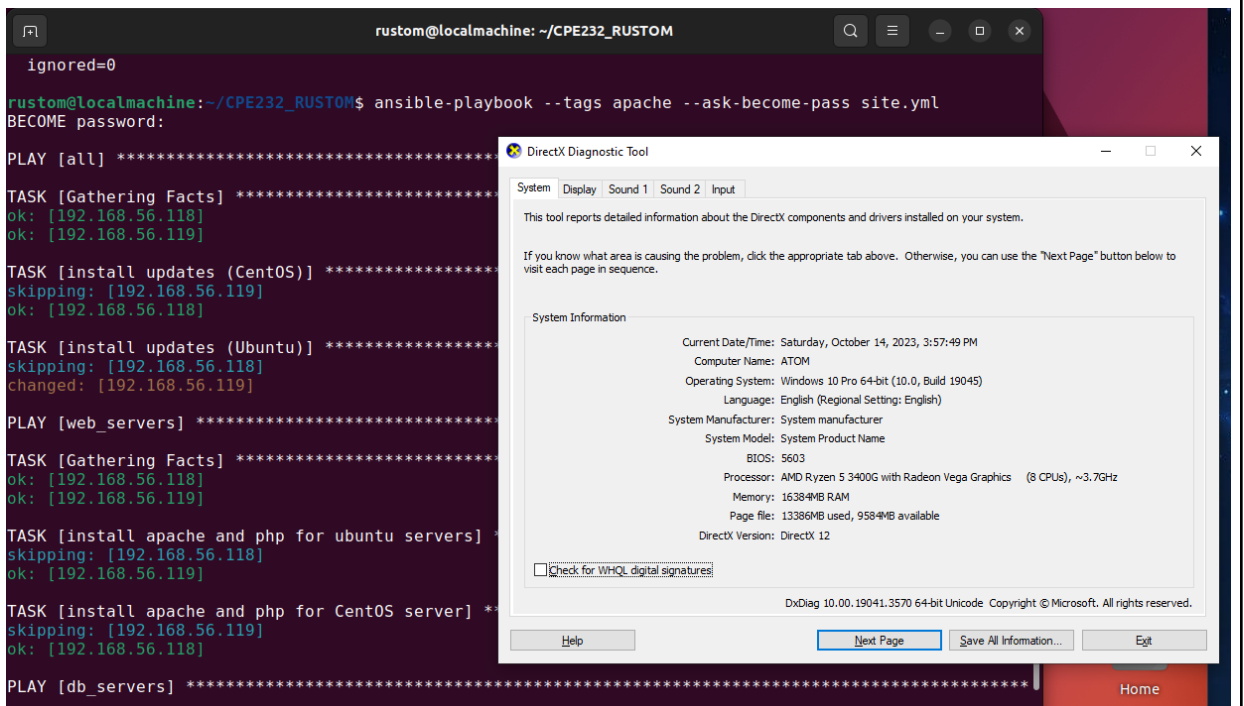 rustom@localmachine: ~/CPE232_RUSTOM
ignored=0
rustom@localmachine:~/CPE232_RUSTOM$ ansible-playbook --tags apache --ask-become-pass site.yml
BECOME password:
PLAY [all] ***************************************
TASK [Gathering Facts] ***************************
ok: [192.168.56.118]
ok: [192.168.56.119]
TASK [install updates (CentOS)] ******************
skipping: [192.168.56.119]
ok: [192.168.56.118]
TASK [install updates (Ubuntu)] ******************
skipping: [192.168.56.118]
changed: [192.168.56.119]
PLAY [web_servers] *******************************
TASK [Gathering Facts] ***************************
ok: [192.168.56.118]
ok: [192.168.56.119]
TASK [install apache and php for ubuntu servers] *
skipping: [192.168.56.118]
ok: [192.168.56.119]
TASK [install apache and php for CentOS server] **
skipping: [192.168.56.119]
ok: [192.168.56.118]
PLAY [db_servers] *************************************************************************************
DirectX Diagnostic Tool
System Display Sound 1 Sound 2 Input
This tool reports detailed information about the DirectX components and drivers installed on your system.
If you know what area is causing the problem, click the appropriate tab above. Otherwise, you can use the "Next Page" button below to
visit each page in sequence.
System Information
Current Date/Time: Saturday, October 14, 2023, 3:57:49 PM
Computer Name: ATOM
Operating System: Windows 10 Pro 64-bit (10.0, Build 19045)
Language: English (Regional Setting: English)
System Manufacturer: System manufacturer
System Model: System Product Name
BIOS: 5603
Processor: AMD Ryzen 5 3400G with Radeon Vega Graphics (8 CPUs), ~3.7GHz
Memory: 16384MB RAM
Page file: 13386MB used, 9584MB available
DirectX Version: DirectX 12
Check for WHQL digital signatures
DxDiag 10.00.19041.3570 64-bit Unicode Copyright © Microsoft. All rights reserved.
Help Next Page Save All Information... Exit
Home